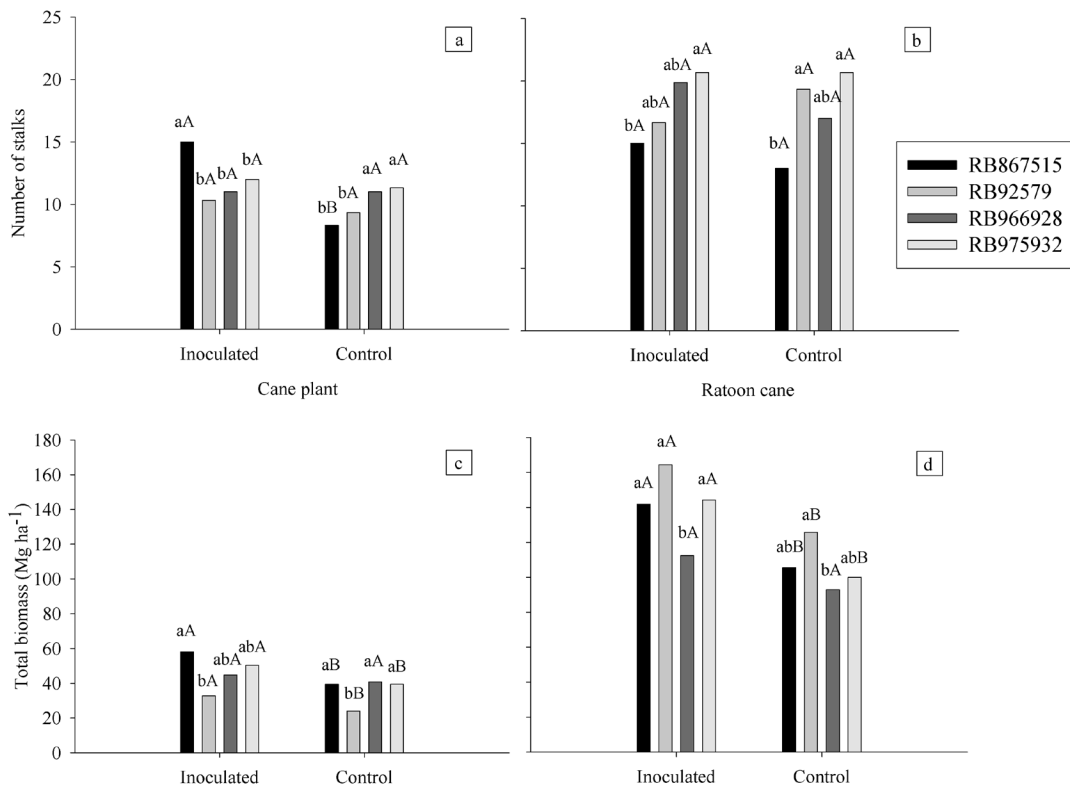 25
20
15
10
5
0
Number of stalks
a
aA
bA
bA
bA
bB
bA
aA
aA
Inoculated
Control
Cane plant
b
bA
abA
abA
aA
bA
aA
abA
aA
Inoculated
Control
Ratoon cane
RB867515
RB92579
RB966928
RB975932
180
160
140
120
100
80
60
40
20
0
Total biomass (Mg ha⁻¹)
c
aA
bA
abA
abA
aB
bB
aA
aB
Inoculated
Control
d
aA
aA
bA
aA
abB
aB
bA
abB
Inoculated
Control